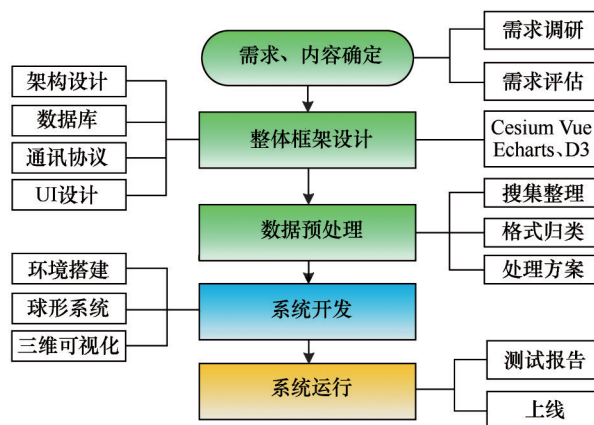 需求、内容确定
需求调研
需求评估
架构设计
数据库
通讯协议
UI设计
整体框架设计
Cesium Vue
Echarts、D3
数据预处理
搜集整理
格式归类
处理方案
环境搭建
球形系统
三维可视化
系统开发
系统运行
测试报告
上线